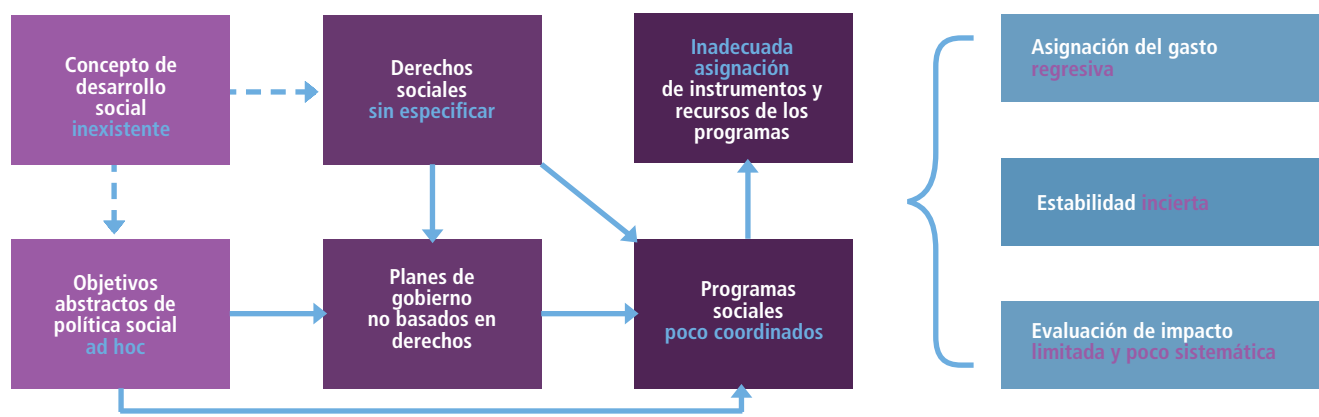 Concepto de
desarrollo
social
inexistente
Derechos
sociales
sin especificar
Inadecuada
asignación
de instrumentos y
recursos de los
programas
Objetivos
abstractos de
política social
ad hoc
Planes de
gobierno
no basados en
derechos
Programas
sociales
poco coordinados
Asignación del gasto
regresiva
Estabilidad incierta
Evaluación de impacto
limitada y poco sistemática